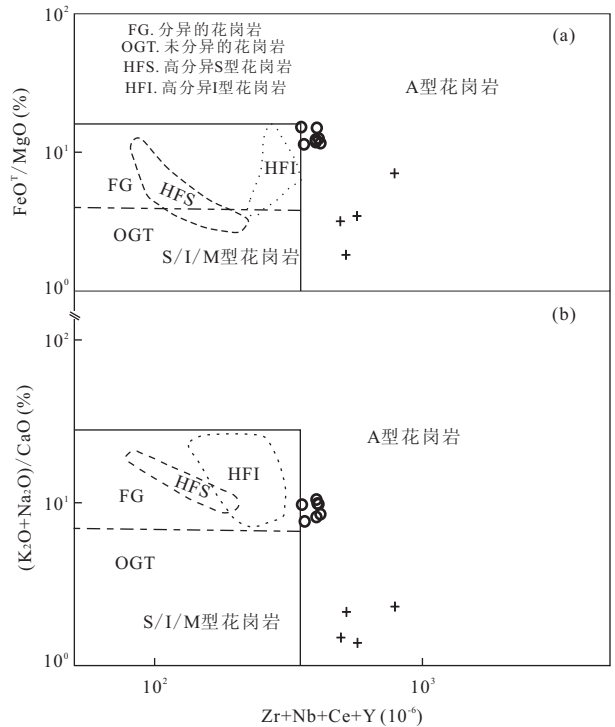 10²
FG. 分异的花岗岩
(a)
OGT. 未分异的花岗岩
HFS. 高分异S型花岗岩
HFI. 高分异I型花岗岩
A型花岗岩
FeOᵀ/MgO (%)
10¹
HFI
FG
HFS
OGT
S/I/M型花岗岩
10⁰
(b)
10²
A型花岗岩
(K₂O+Na₂O)/CaO (%)
HFI
HFS
FG
10¹
OGT
S/I/M型花岗岩
10⁰
10²
10³
Zr+Nb+Ce+Y (10⁻⁶)